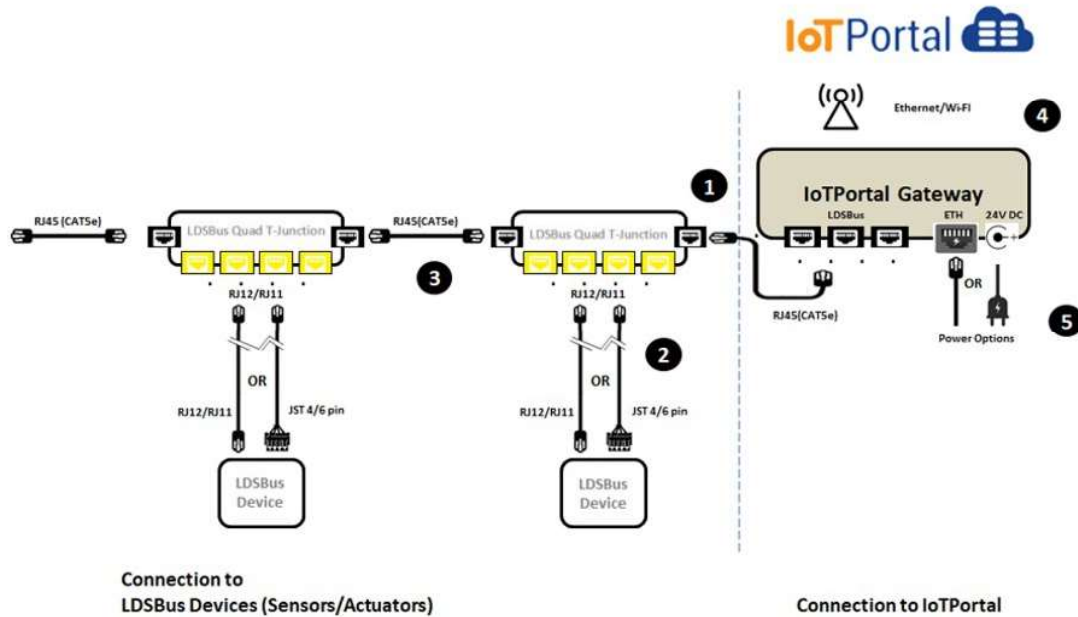 IoTPortal
Ethernet/Wi-FI
4
IoTPortal Gateway
LDSBus
ETH
24V DC
+
1
RJ45 (CAT5e)
LDSBus Quad T-Junction
RJ45(CAT5e)
LDSBus Quad T-Junction
3
RJ12/RJ11
RJ12/RJ11
RJ45(CAT5e)
OR
5
Power Options
2
OR
OR
RJ12/RJ11
JST 4/6 pin
RJ12/RJ11
JST 4/6 pin
LDSBus
Device
LDSBus
Device
Connection to
LDSBus Devices (Sensors/Actuators)
Connection to IoTPortal